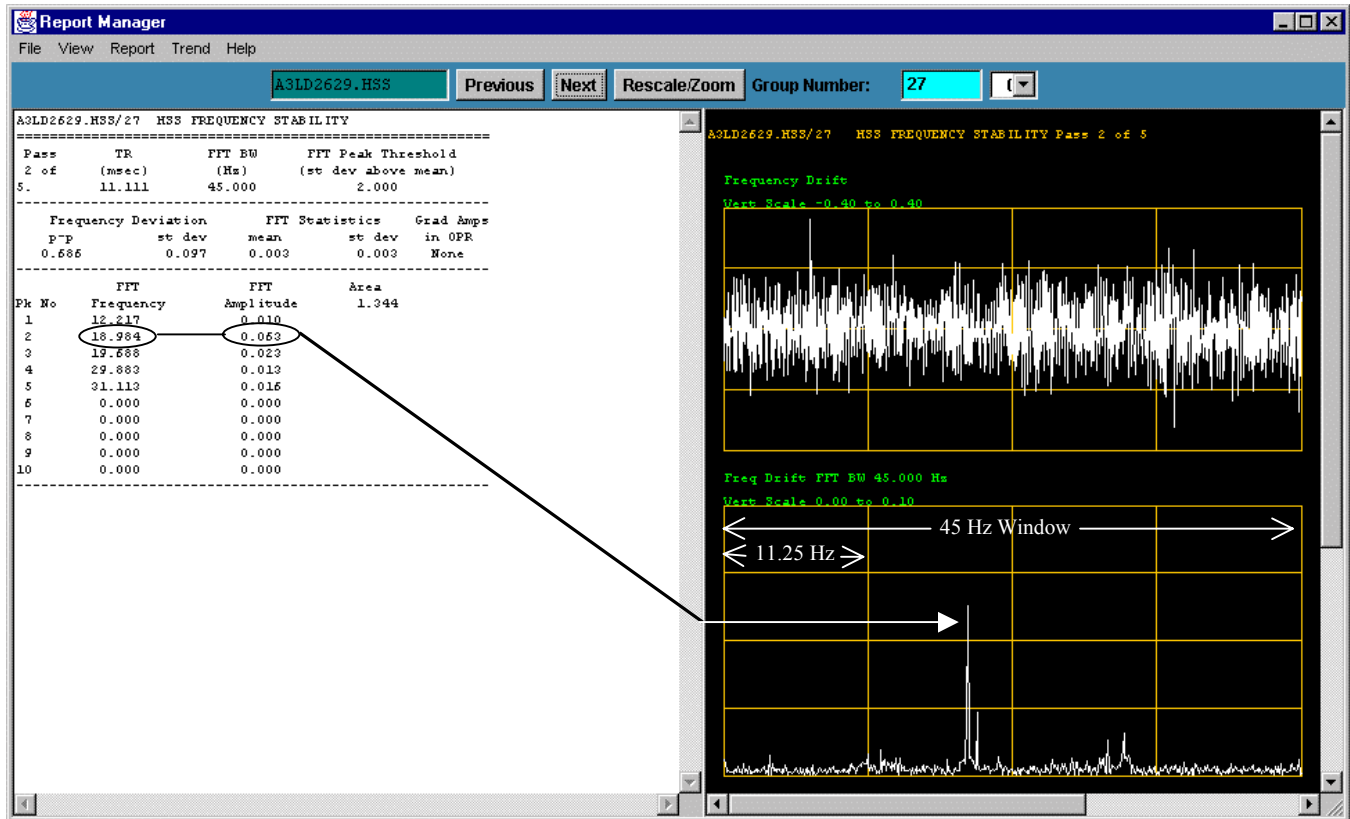 Report Manager
File View Report Trend Help
A3LD2629.HSS Previous Next Rescale/Zoom Group Number: 27
A3LD2629.HSS/27 HSS FREQUENCY STABILITY
Pass TR FFT BW FFT Peak Threshold
2 of (msec) (Hz) (st dev above mean)
5. 11.111 45.000 2.000
Frequency Deviation FFT Statistics Grad Amps
p-p st dev mean st dev in OPR
0.686 0.097 0.003 0.003 None
FFT FFT Area
Pk No Frequency Amplitude 1.344
1 12.217 0.010
2 18.984 0.063
3 19.688 0.023
4 29.883 0.013
5 31.113 0.016
6 0.000 0.000
7 0.000 0.000
8 0.000 0.000
9 0.000 0.000
10 0.000 0.000
A3LD2629.HSS/27 HSS FREQUENCY STABILITY Pass 2 of 5
Frequency Drift
Vert Scale -0.40 to 0.40
Freq Drift FFT BW 45.000 Hz
Vert Scale 0.00 to 0.10
45 Hz Window
11.25 Hz